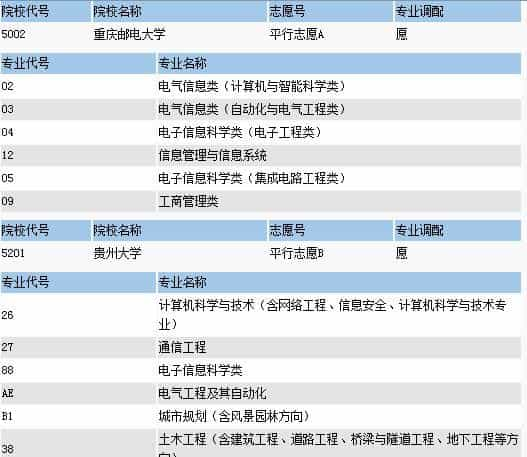 院校代号 院校名称 志愿号 专业调配
5002 重庆邮电大学 平行志愿A 愿
专业代号 专业名称
02 电气信息类（计算机与智能科学类）
03 电气信息类（自动化与电气工程类）
04 电子信息科学类（电子工程类）
12 信息管理与信息系统
05 电子信息科学类（集成电路工程类）
09 工商管理类
院校代号 院校名称 志愿号 专业调配
5201 贵州大学 平行志愿B 愿
专业代号 专业名称
26 计算机科学与技术（含网络工程、信息安全、计算机科学与技术专
业）
27 通信工程
88 电子信息科学类
AE 电气工程及其自动化
B1 城市规划（含风景园林方向）
38 土木工程（含建筑工程、道路工程、桥梁与隧道工程、地下工程等方
向）